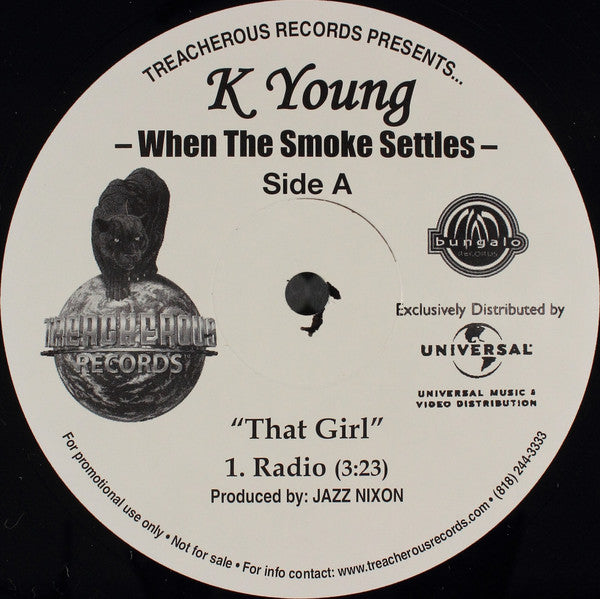 TREACHEROUS RECORDS PRESENTS...
K Young
– When The Smoke Settles –
Side A
bungalo
RECORDS
TREACHEROUS
RECORDS
Exclusively Distributed by
UNIVERSAL
UNIVERSAL MUSIC &
VIDEO DISTRIBUTION
“That Girl”
1. Radio (3:23)
Produced by: JAZZ NIXON
For promotional use only • Not for sale • For info contact: www.treacherousrecords.com • (818) 244-3333